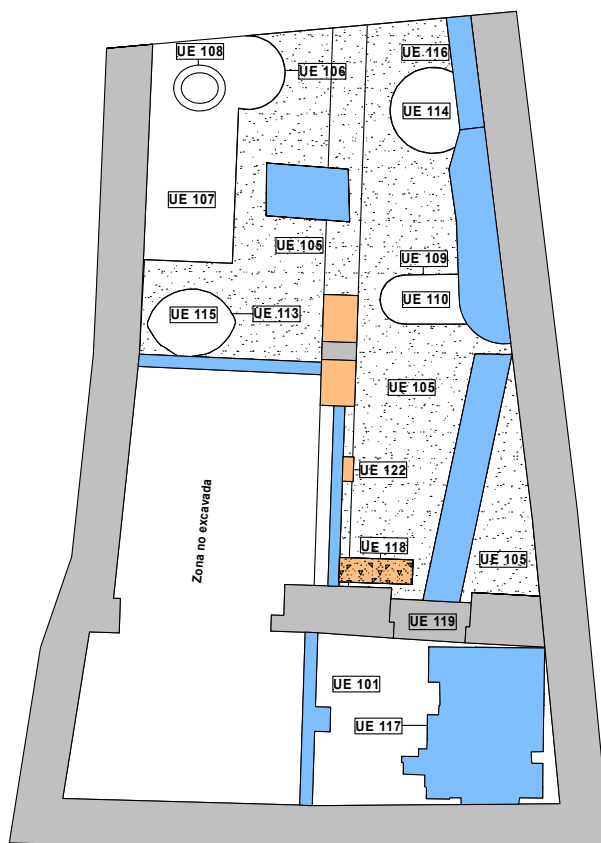 UE 108
UE 116
UE 106
UE 114
UE 107
UE 105
UE 109
UE 110
UE 115
UE 113
UE 105
UE 122
Zona no excavada
UE 118
UE 105
UE 119
UE 101
UE 117